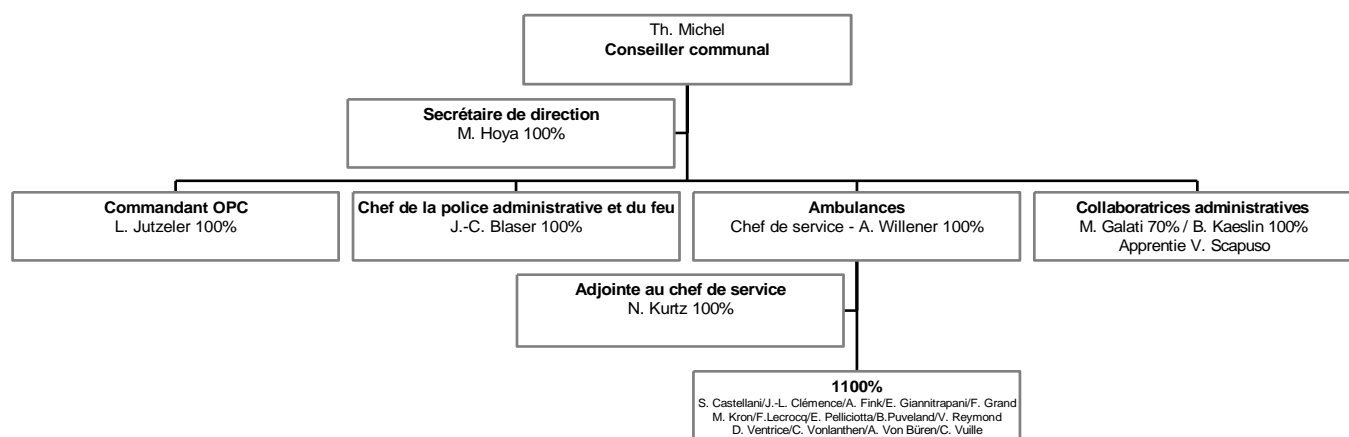 Th. Michel
Conseiller communal
Secrétaire de direction
M. Hoya 100%
Commandant OPC
L. Jutzeler 100%
Chef de la police administrative et du feu
J.-C. Blaser 100%
Ambulances
Chef de service - A. Willener 100%
Collaboratrices administratives
M. Galati 70% / B. Kaeslin 100%
Apprentie V. Scapuso
Adjointe au chef de service
N. Kurtz 100%
1100%
S. Castellani/J.-L. Clémence/A. Fink/E. Giannitrapani/F. Grand
M. Kron/F.Lecrocq/E. Pelliciotta/B.Puveland/V. Reymond
D. Ventrice/C. Vonlanthen/A. Von Büren/C. Vuille